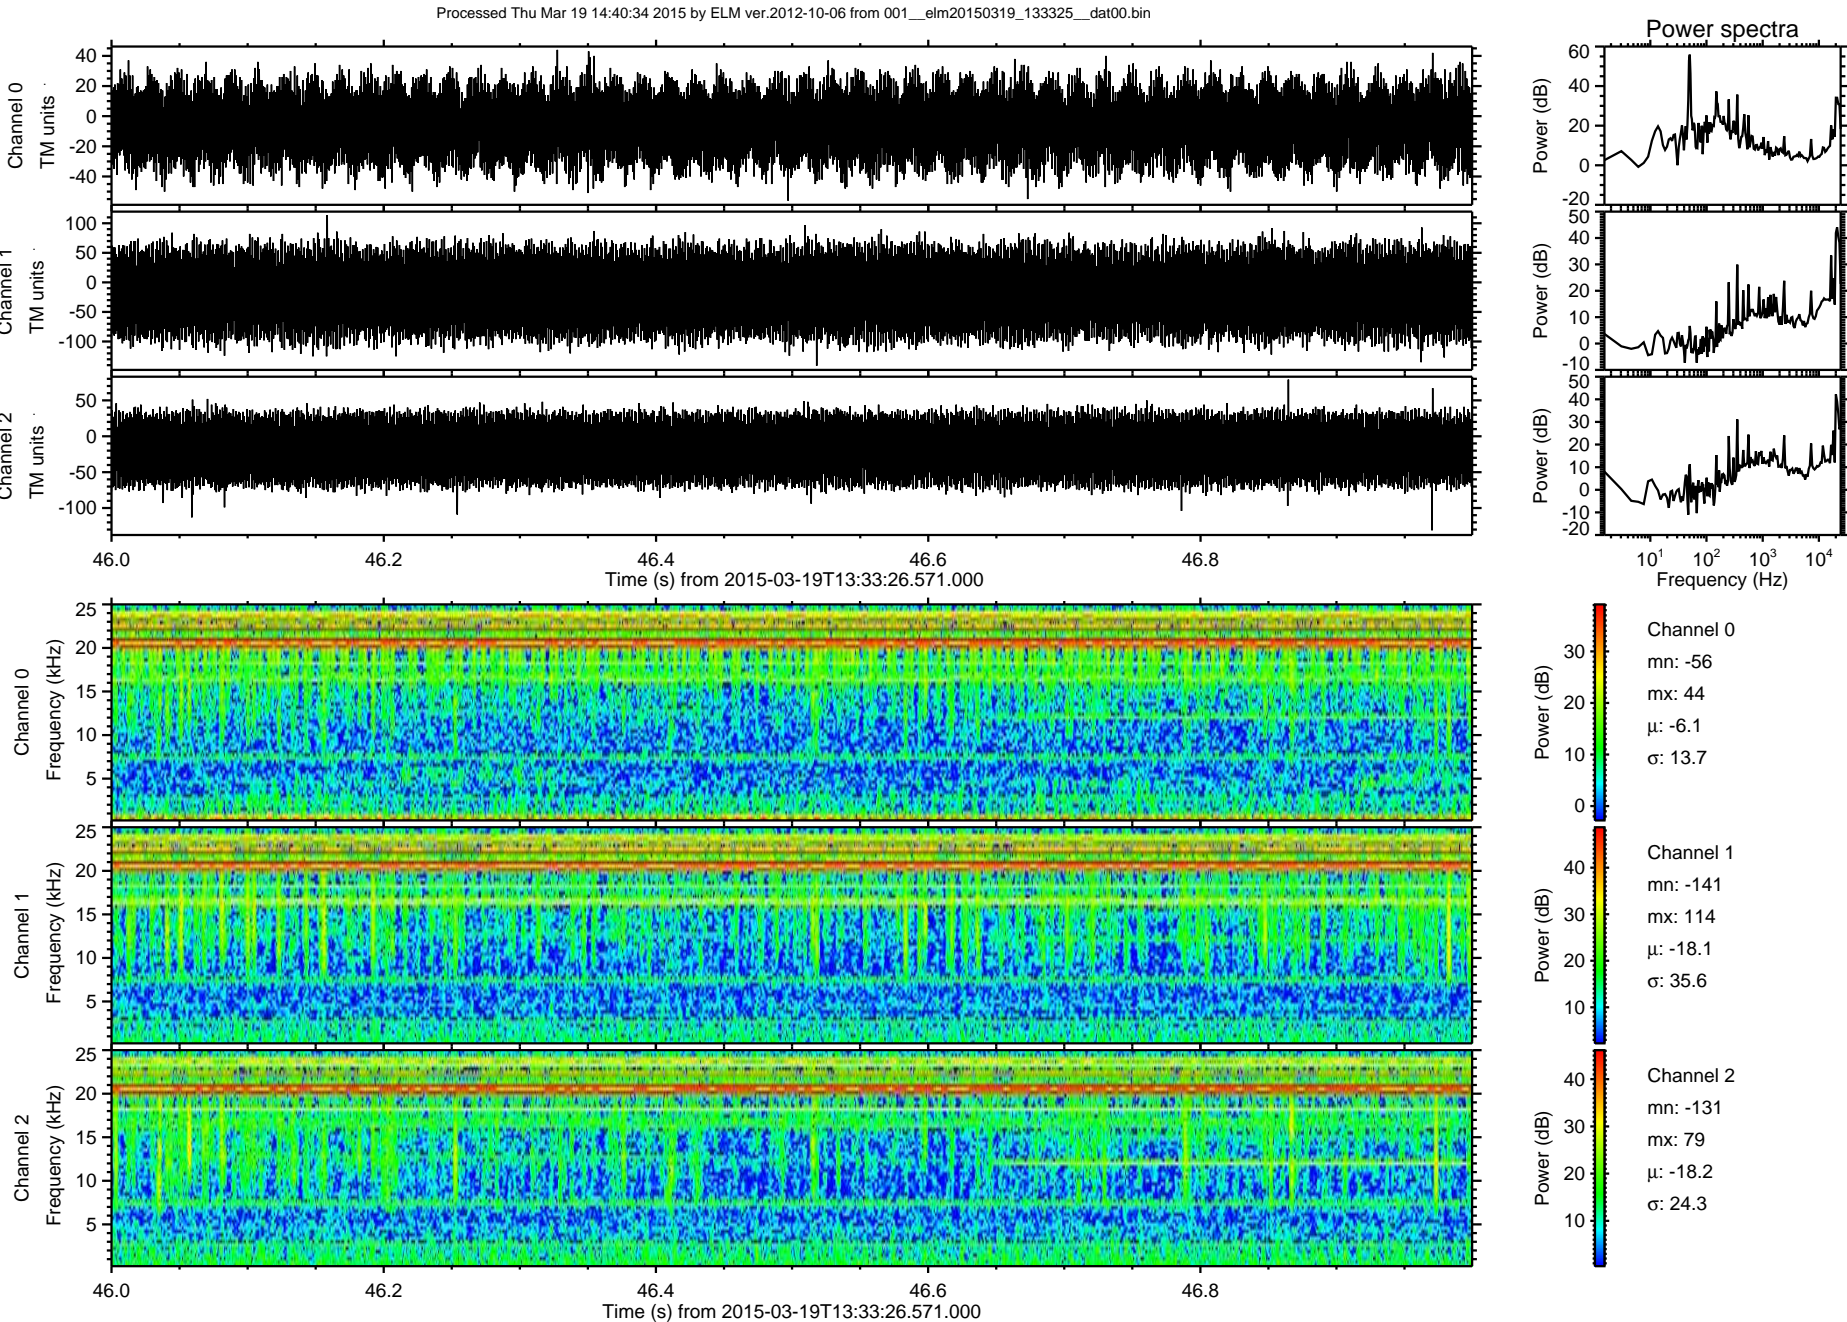 Processed Thu Mar 19 14:40:34 2015 by ELM ver.2012-10-06 from 001__elm20150319_133325__dat00.bin
Power spectra
Channel 0
TM units
40
20
0
-20
-40
Power (dB)
60
40
20
0
-20
Channel 1
TM units
100
50
0
-50
-100
Power (dB)
50
40
30
20
10
0
-10
Channel 2
TM units
50
0
-50
-100
Power (dB)
50
40
30
20
10
0
-10
-20
46.0 46.2 46.4 46.6 46.8
Time (s) from 2015-03-19T13:33:26.571.000
10¹ 10² 10³ 10⁴
Frequency (Hz)
Channel 0
Frequency (kHz)
25
20
15
10
5
Power (dB)
30
20
10
0
Channel 0
mn: -56
mx: 44
μ: -6.1
σ: 13.7
Channel 1
Frequency (kHz)
25
20
15
10
5
Power (dB)
40
30
20
10
Channel 1
mn: -141
mx: 114
μ: -18.1
σ: 35.6
Channel 2
Frequency (kHz)
25
20
15
10
5
Power (dB)
40
30
20
10
Channel 2
mn: -131
mx: 79
μ: -18.2
σ: 24.3
46.0 46.2 46.4 46.6 46.8
Time (s) from 2015-03-19T13:33:26.571.000